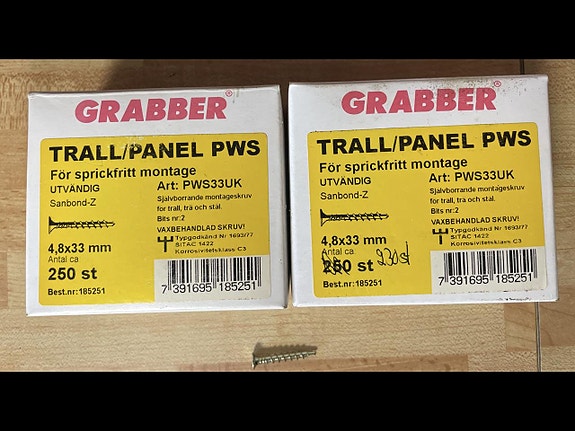 GRABBER®
TRALL/PANEL PWS
För sprickfritt montage
UTVÄNDIG
Art: PWS33UK
Sanbond-Z
Självborrande montageskruv
för trall, trä och stål.
Bits nr:2
VAXBEHANDLAD SKRUV!
Typgodkänd Nr 1693/77
SITAC 1422
Korrosivitetsklass C3
4,8x33 mm
Antal ca
250 st
Best.nr:185251
7 391695 185251
GRABBER®
TRALL/PANEL PWS
För sprickfritt montage
UTVÄNDIG
Art: PWS33UK
Sanbond-Z
Självborrande montageskruv
för trall, trä och stål.
Bits nr:2
VAXBEHANDLAD SKRUV!
Typgodkänd Nr 1693/77
SITAC 1422
Korrosivitetsklass C3
4,8x33 mm
Antal ca
250 st 230st
Best.nr:185251
7 391695 185251